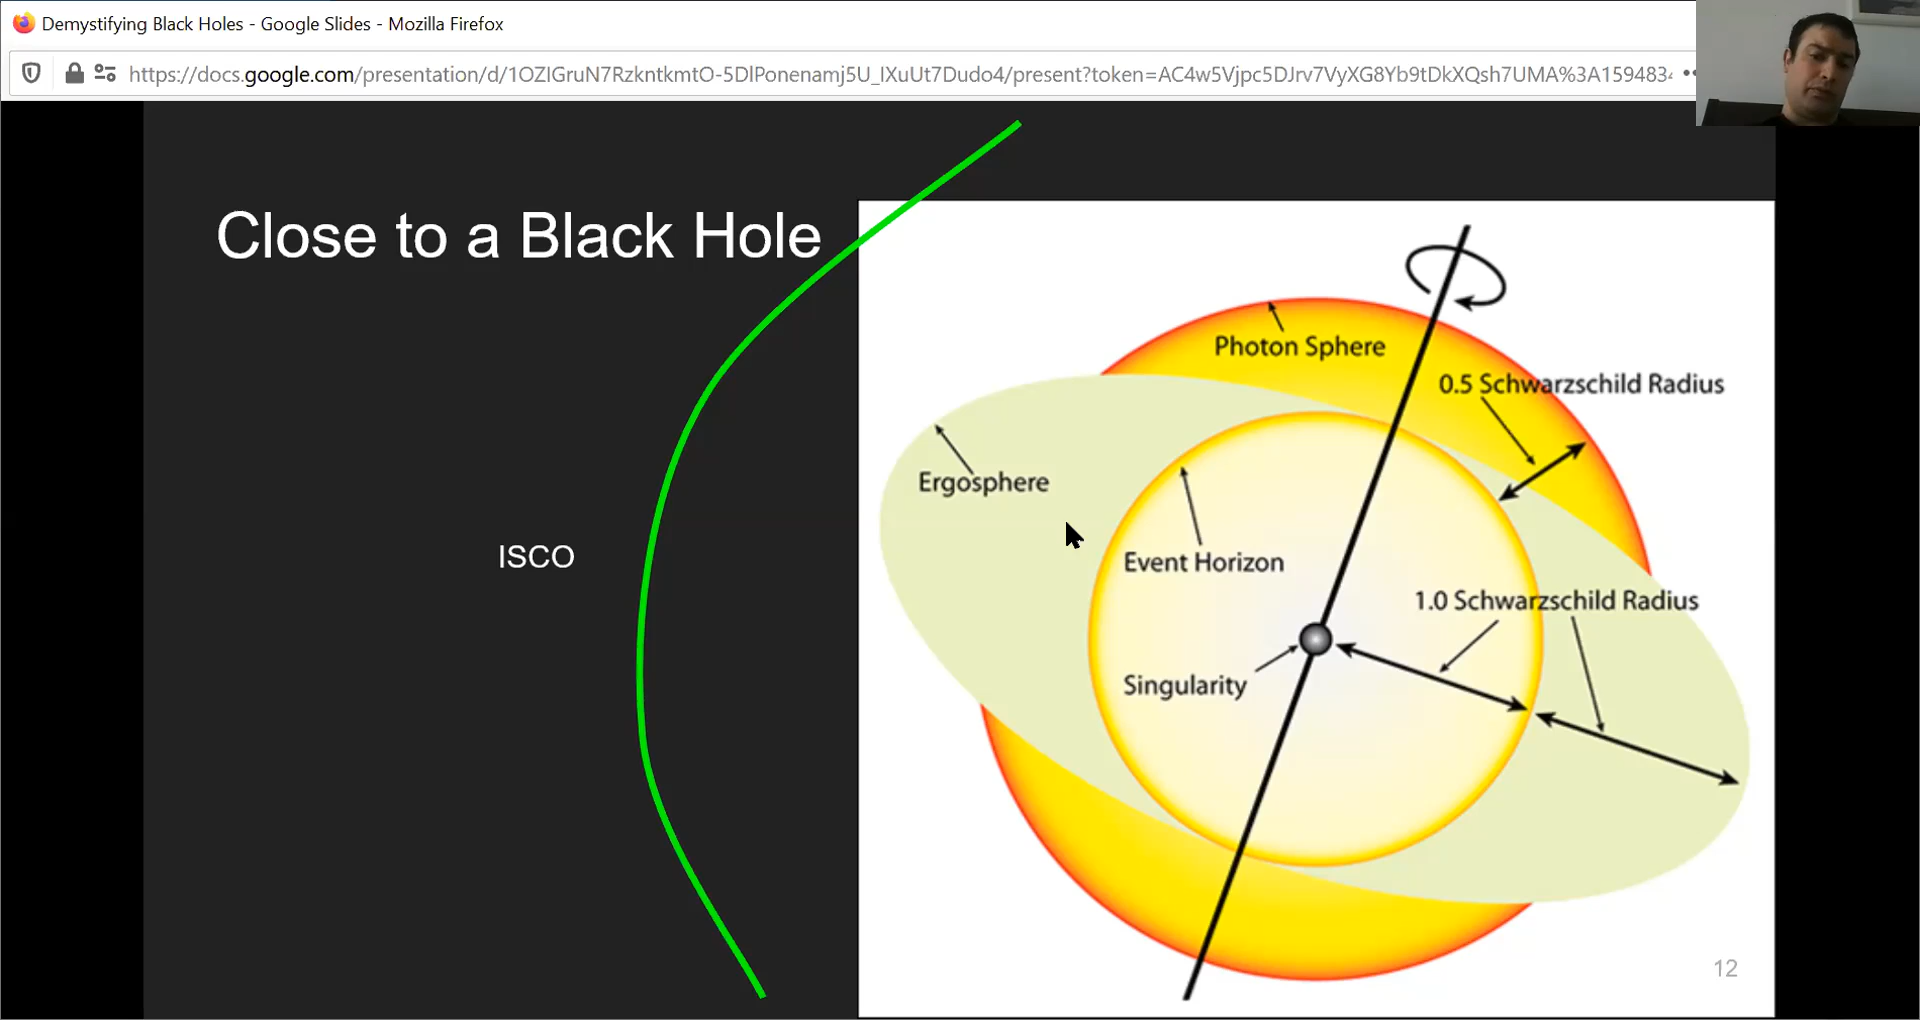 Demystifying Black Holes - Google Slides - Mozilla Firefox
https://docs.google.com/presentation/d/1OZIGruN7RzkntkmtO-5DlPonenamj5U_IXuUt7Dudo4/present?token=AC4w5Vjpc5DJrv7VyXG8Yb9tDkXQsh7UMA%3A159483
Close to a Black Hole
Photon Sphere
0.5 Schwarzschild Radius
Ergosphere
ISCO
Event Horizon
1.0 Schwarzschild Radius
Singularity
12